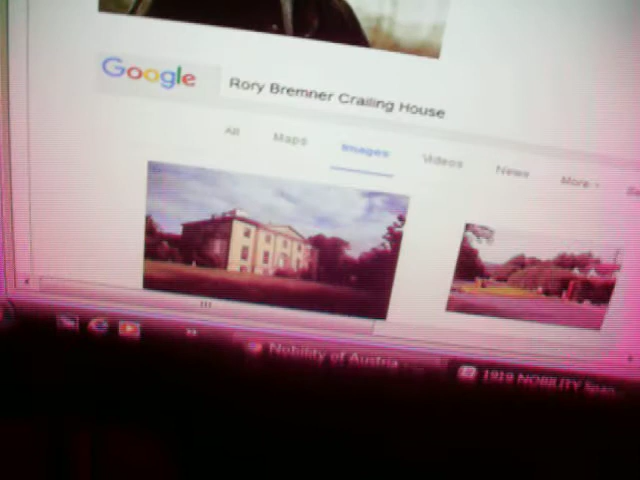 Google
Rory Bremner Crailing House
All Maps Images Videos News More
Nobility of Austria
1919 NOBILITY